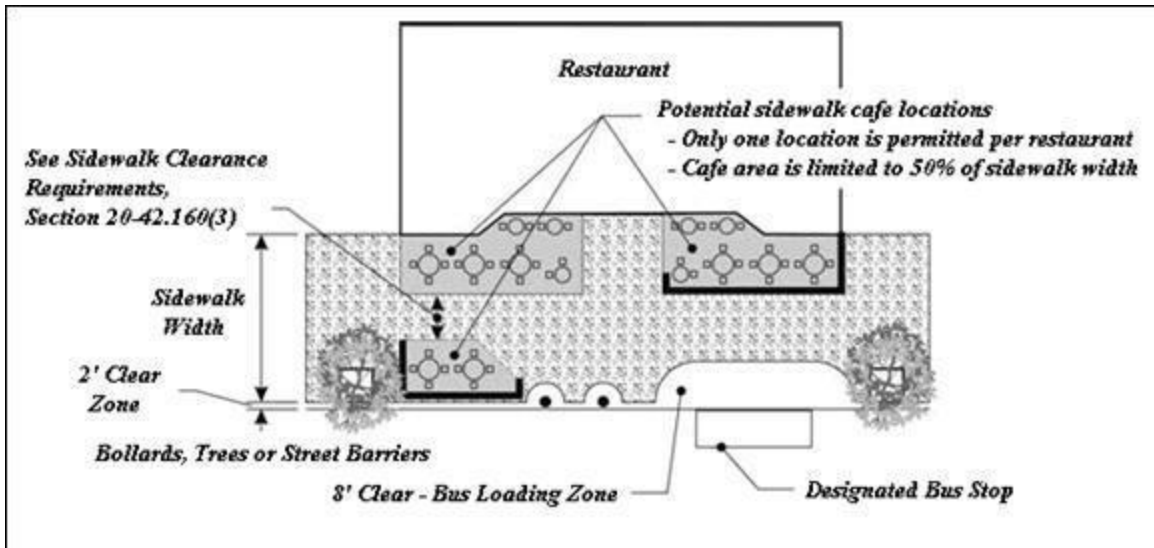 Restaurant
Potential sidewalk cafe locations
- Only one location is permitted per restaurant
- Cafe area is limited to 50% of sidewalk width
See Sidewalk Clearance
Requirements,
Section 20-42.160(3)
Sidewalk
Width
2' Clear
Zone
Bollards, Trees or Street Barriers
8' Clear - Bus Loading Zone
Designated Bus Stop